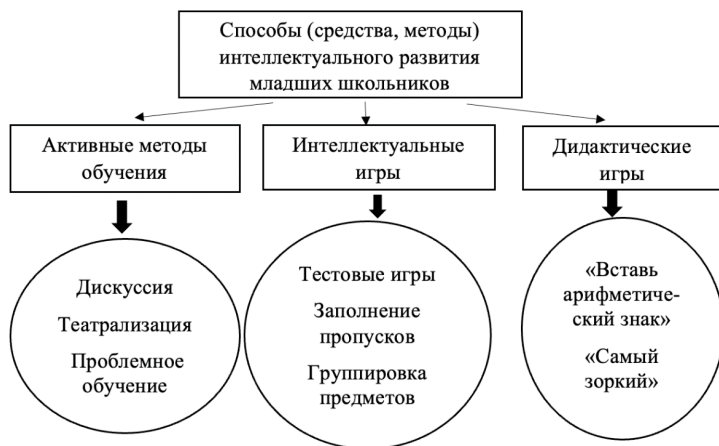 Способы (средства, методы)
интеллектуального развития
младших школьников
Активные методы
обучения
Интеллектуальные
игры
Дидактические
игры
Дискуссия
Театрализация
Проблемное
обучение
Тестовые игры
Заполнение
пропусков
Группировка
предметов
«Вставь
арифметиче-
ский знак»
«Самый
зоркий»